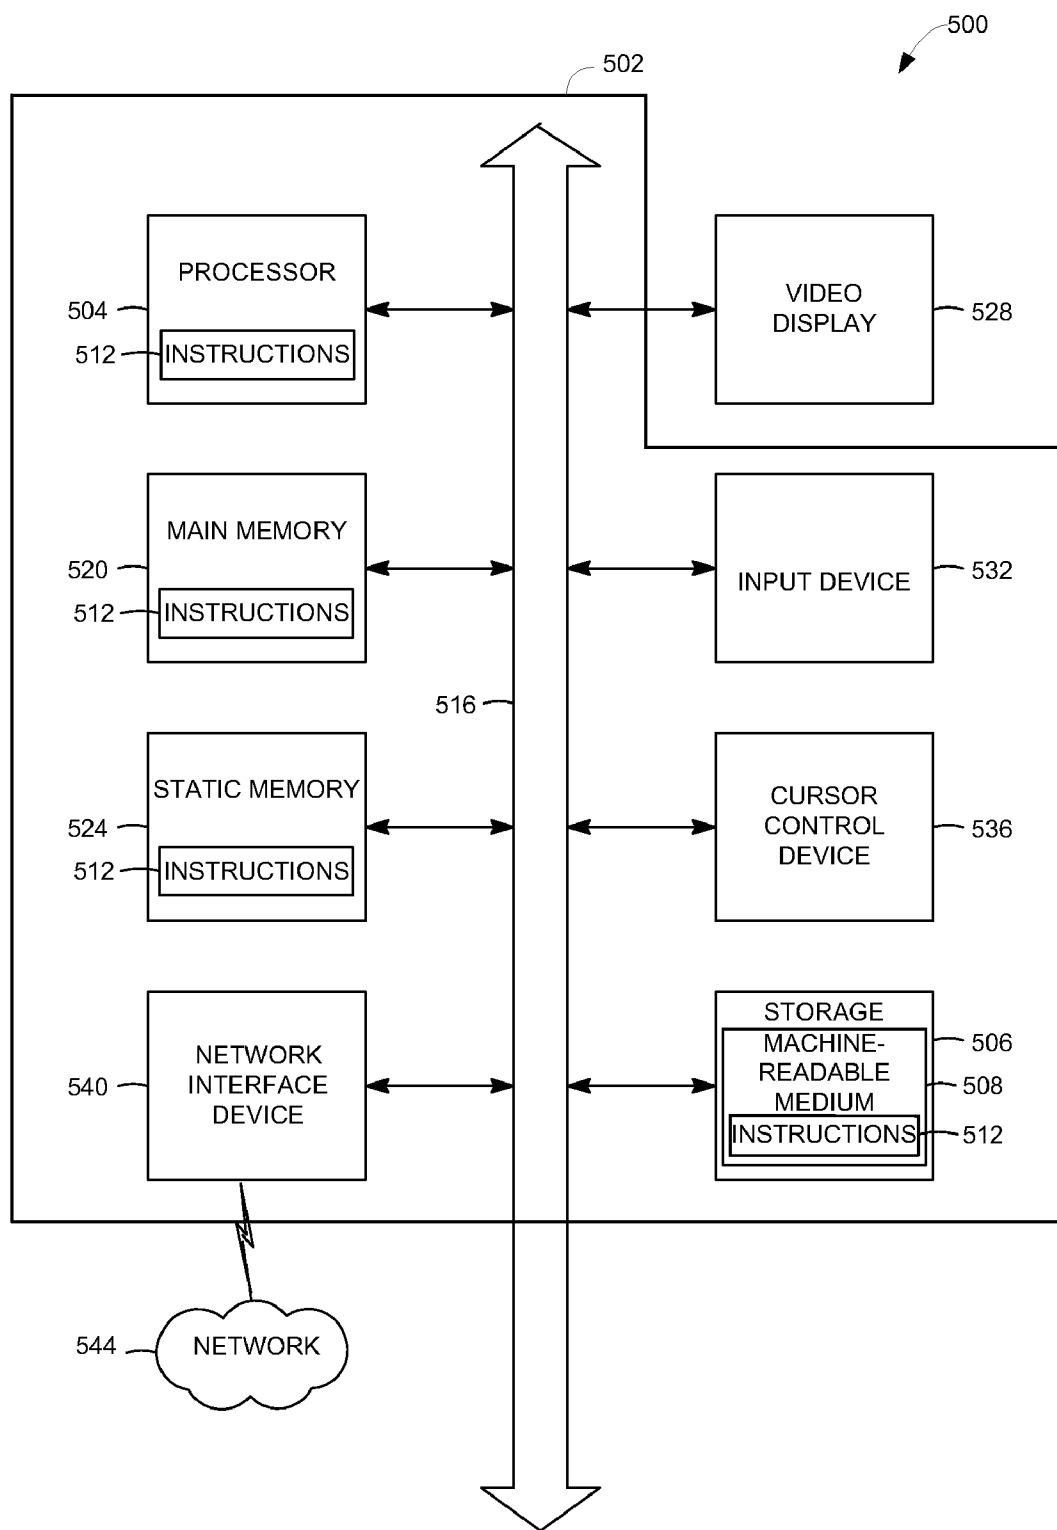 500
502
PROCESSOR
504
512
INSTRUCTIONS
VIDEO
DISPLAY
528
MAIN MEMORY
520
512
INSTRUCTIONS
INPUT DEVICE
532
516
STATIC MEMORY
524
512
INSTRUCTIONS
CURSOR
CONTROL
DEVICE
536
NETWORK
INTERFACE
DEVICE
540
STORAGE
MACHINE-
READABLE
MEDIUM
INSTRUCTIONS
506
508
512
544
NETWORK